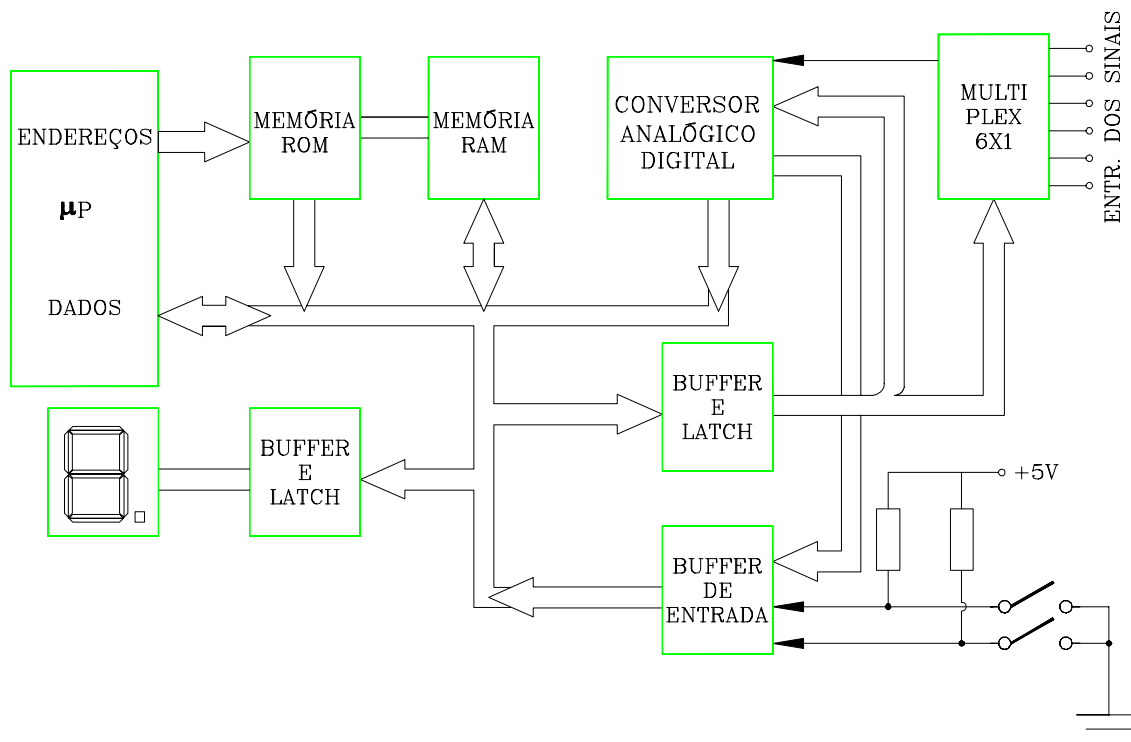 ENDEREÇOS
µP
DADOS
MEMÓRIA
ROM
MEMÓRIA
RAM
CONVERSOR
ANALÓGICO
DIGITAL
MULTI
PLEX
6X1
ENTR. DOS SINAIS
BUFFER
E
LATCH
BUFFER
E
LATCH
+5V
BUFFER
DE
ENTRADA